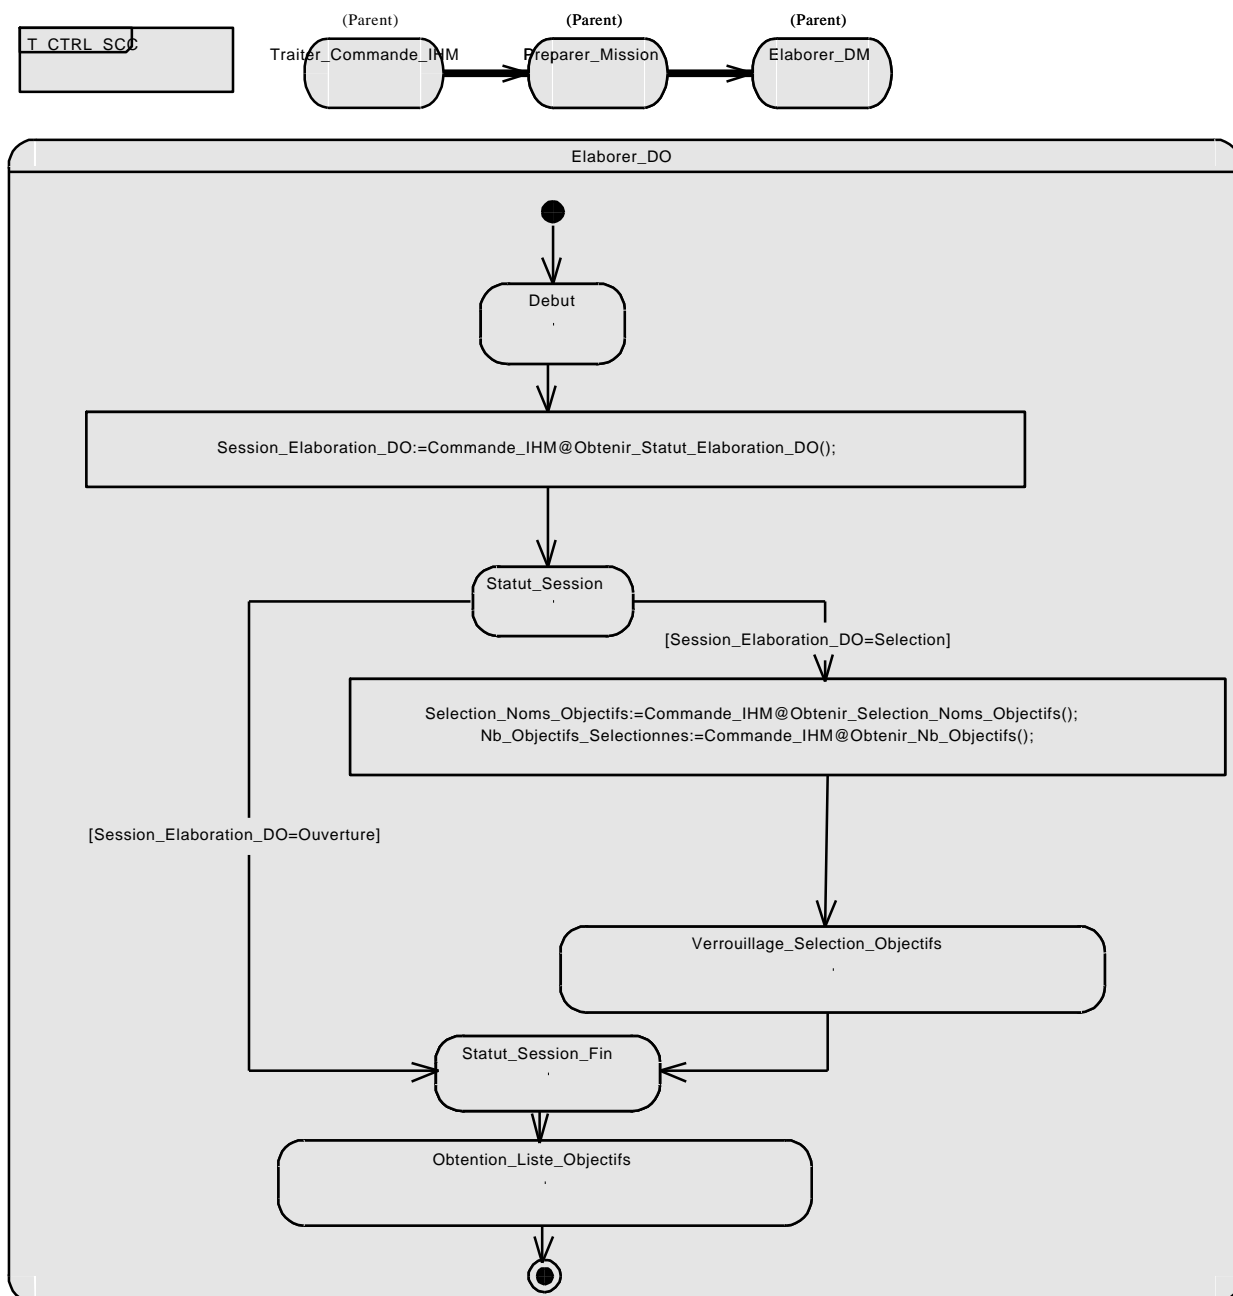 (Parent) (Parent) (Parent)
T_CTRL_SCC Traiter_Commande_IHM Preparer_Mission Elaborer_DM
Elaborer_DO
Debut
Session_Elaboration_DO:=Commande_IHM@Obtenir_Statut_Elaboration_DO();
Statut_Session
[Session_Elaboration_DO=Selection]
Selection_Noms_Objectifs:=Commande_IHM@Obtenir_Selection_Noms_Objectifs();
Nb_Objectifs_Selectionnes:=Commande_IHM@Obtenir_Nb_Objectifs();
[Session_Elaboration_DO=Ouverture]
Verrouillage_Selection_Objectifs
Statut_Session_Fin
Obtention_Liste_Objectifs